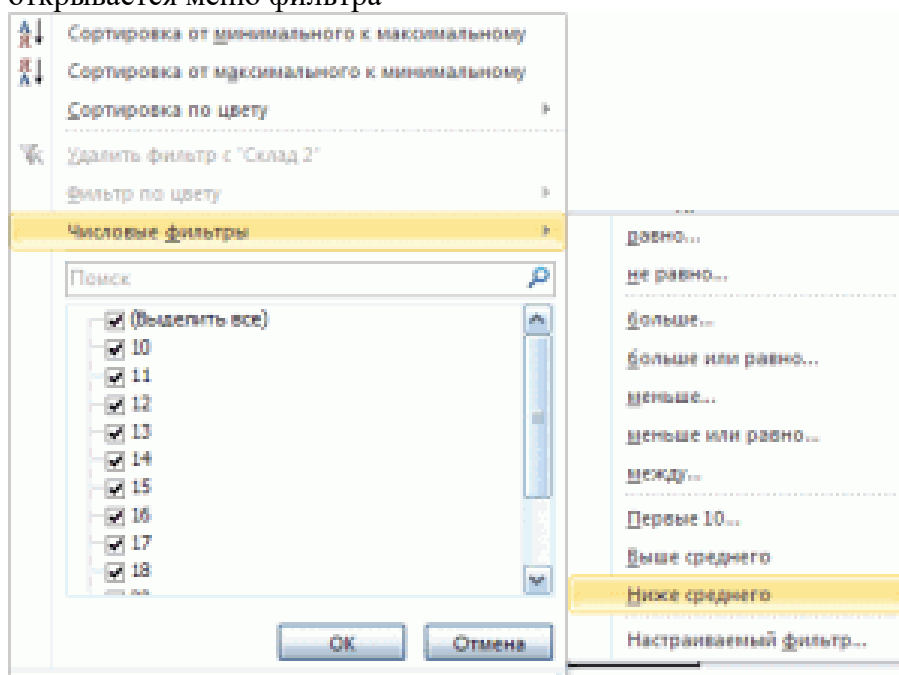 открывается меню фильтра
Сортировка от минимального к максимальному
Сортировка от максимального к минимальному
Сортировка по цвету
Удалить фильтр с "Склад 2"
Фильтр по цвету
Числовые фильтры
Поиск
(Выделить все)
10
11
12
13
14
15
16
17
18
ОК
Отмена
равно...
не равно...
больше...
больше или равно...
меньше...
меньше или равно...
между...
Первые 10...
Выше среднего
Ниже среднего
Настраиваемый фильтр...